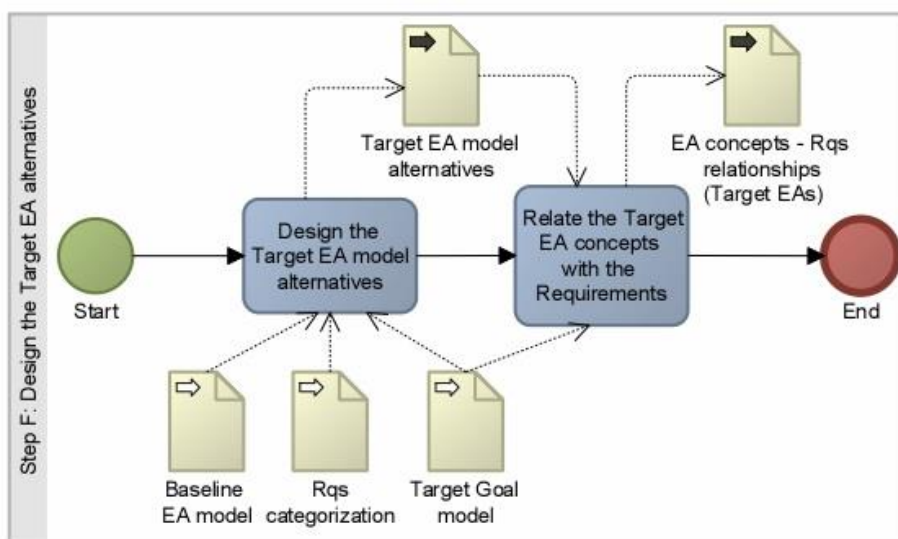 Step F: Design the Target EA alternatives
Target EA model
alternatives
EA concepts - Rqs
relationships
(Target EAs)
Start
Design the
Target EA model
alternatives
Relate the Target
EA concepts
with the
Requirements
End
Baseline
EA model
Rqs
categorization
Target Goal
model